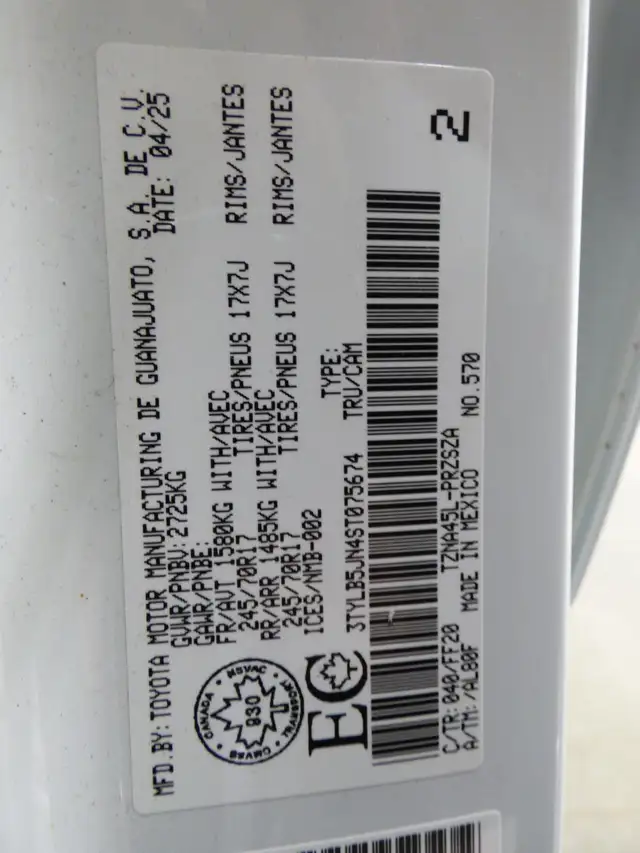 MFD.BY: TOYOTA MOTOR MANUFACTURING DE GUANAJUATO, S.A. DE C.V.
GVWR/PNBV: 2725KG DATE: 04/25
GAWR/PNBE:
FR/AVT 1580KG WITH/AVEC
245/70R17 TIRES/PNEUS 17X7J RIMS/JANTES
RR/ARR 1485KG WITH/AVEC
245/70R17 TIRES/PNEUS 17X7J RIMS/JANTES
ICES/NMB-002
TYPE:
3TYLB5JN4ST075674 TRU/CAM
CANADA
MSVAC
930
TRANSPORT
CMVSS
EC
2
C/TR: 040/FF20 TZNA45L-PRZSZA
A/TM: /AL80F MADE IN MEXICO NO.570